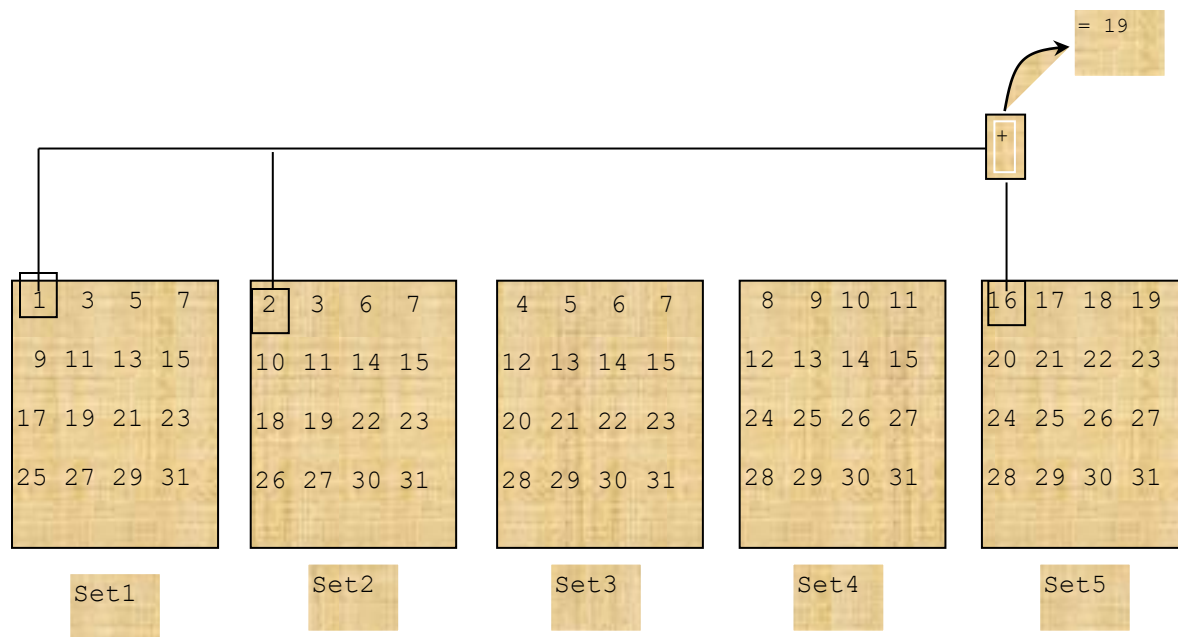 = 19
+
1 3 5 7
9 11 13 15
17 19 21 23
25 27 29 31
Set1
2 3 6 7
10 11 14 15
18 19 22 23
26 27 30 31
Set2
4 5 6 7
12 13 14 15
20 21 22 23
28 29 30 31
Set3
8 9 10 11
12 13 14 15
24 25 26 27
28 29 30 31
Set4
16 17 18 19
20 21 22 23
24 25 26 27
28 29 30 31
Set5